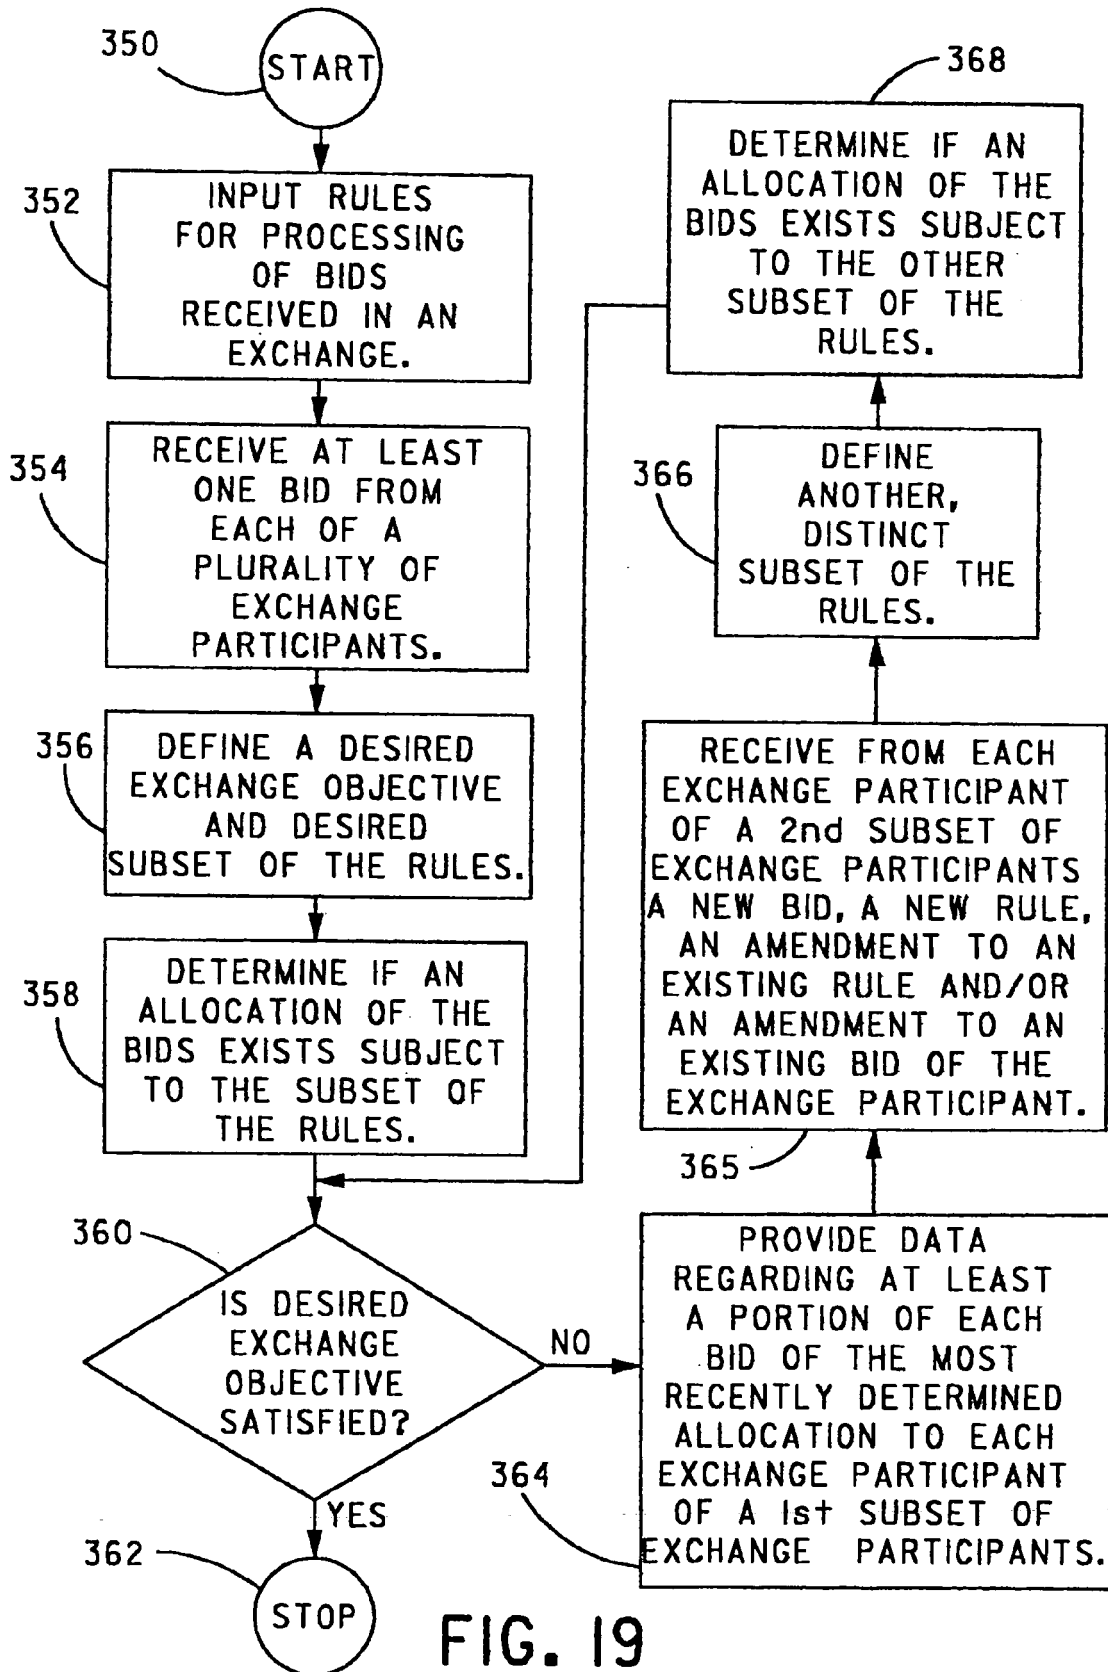 350
START
352
INPUT RULES
FOR PROCESSING
OF BIDS
RECEIVED IN AN
EXCHANGE.
354
RECEIVE AT LEAST
ONE BID FROM
EACH OF A
PLURALITY OF
EXCHANGE
PARTICIPANTS.
356
DEFINE A DESIRED
EXCHANGE OBJECTIVE
AND DESIRED
SUBSET OF THE RULES.
358
DETERMINE IF AN
ALLOCATION OF THE
BIDS EXISTS SUBJECT
TO THE SUBSET OF
THE RULES.
360
IS DESIRED
EXCHANGE
OBJECTIVE
SATISFIED?
NO
YES
362
STOP
364
PROVIDE DATA
REGARDING AT LEAST
A PORTION OF EACH
BID OF THE MOST
RECENTLY DETERMINED
ALLOCATION TO EACH
EXCHANGE PARTICIPANT
OF A 1st SUBSET OF
EXCHANGE PARTICIPANTS.
365
RECEIVE FROM EACH
EXCHANGE PARTICIPANT
OF A 2nd SUBSET OF
EXCHANGE PARTICIPANTS
A NEW BID, A NEW RULE,
AN AMENDMENT TO AN
EXISTING RULE AND/OR
AN AMENDMENT TO AN
EXISTING BID OF THE
EXCHANGE PARTICIPANT.
366
DEFINE
ANOTHER,
DISTINCT
SUBSET OF THE
RULES.
368
DETERMINE IF AN
ALLOCATION OF THE
BIDS EXISTS SUBJECT
TO THE OTHER
SUBSET OF THE
RULES.
FIG. 19